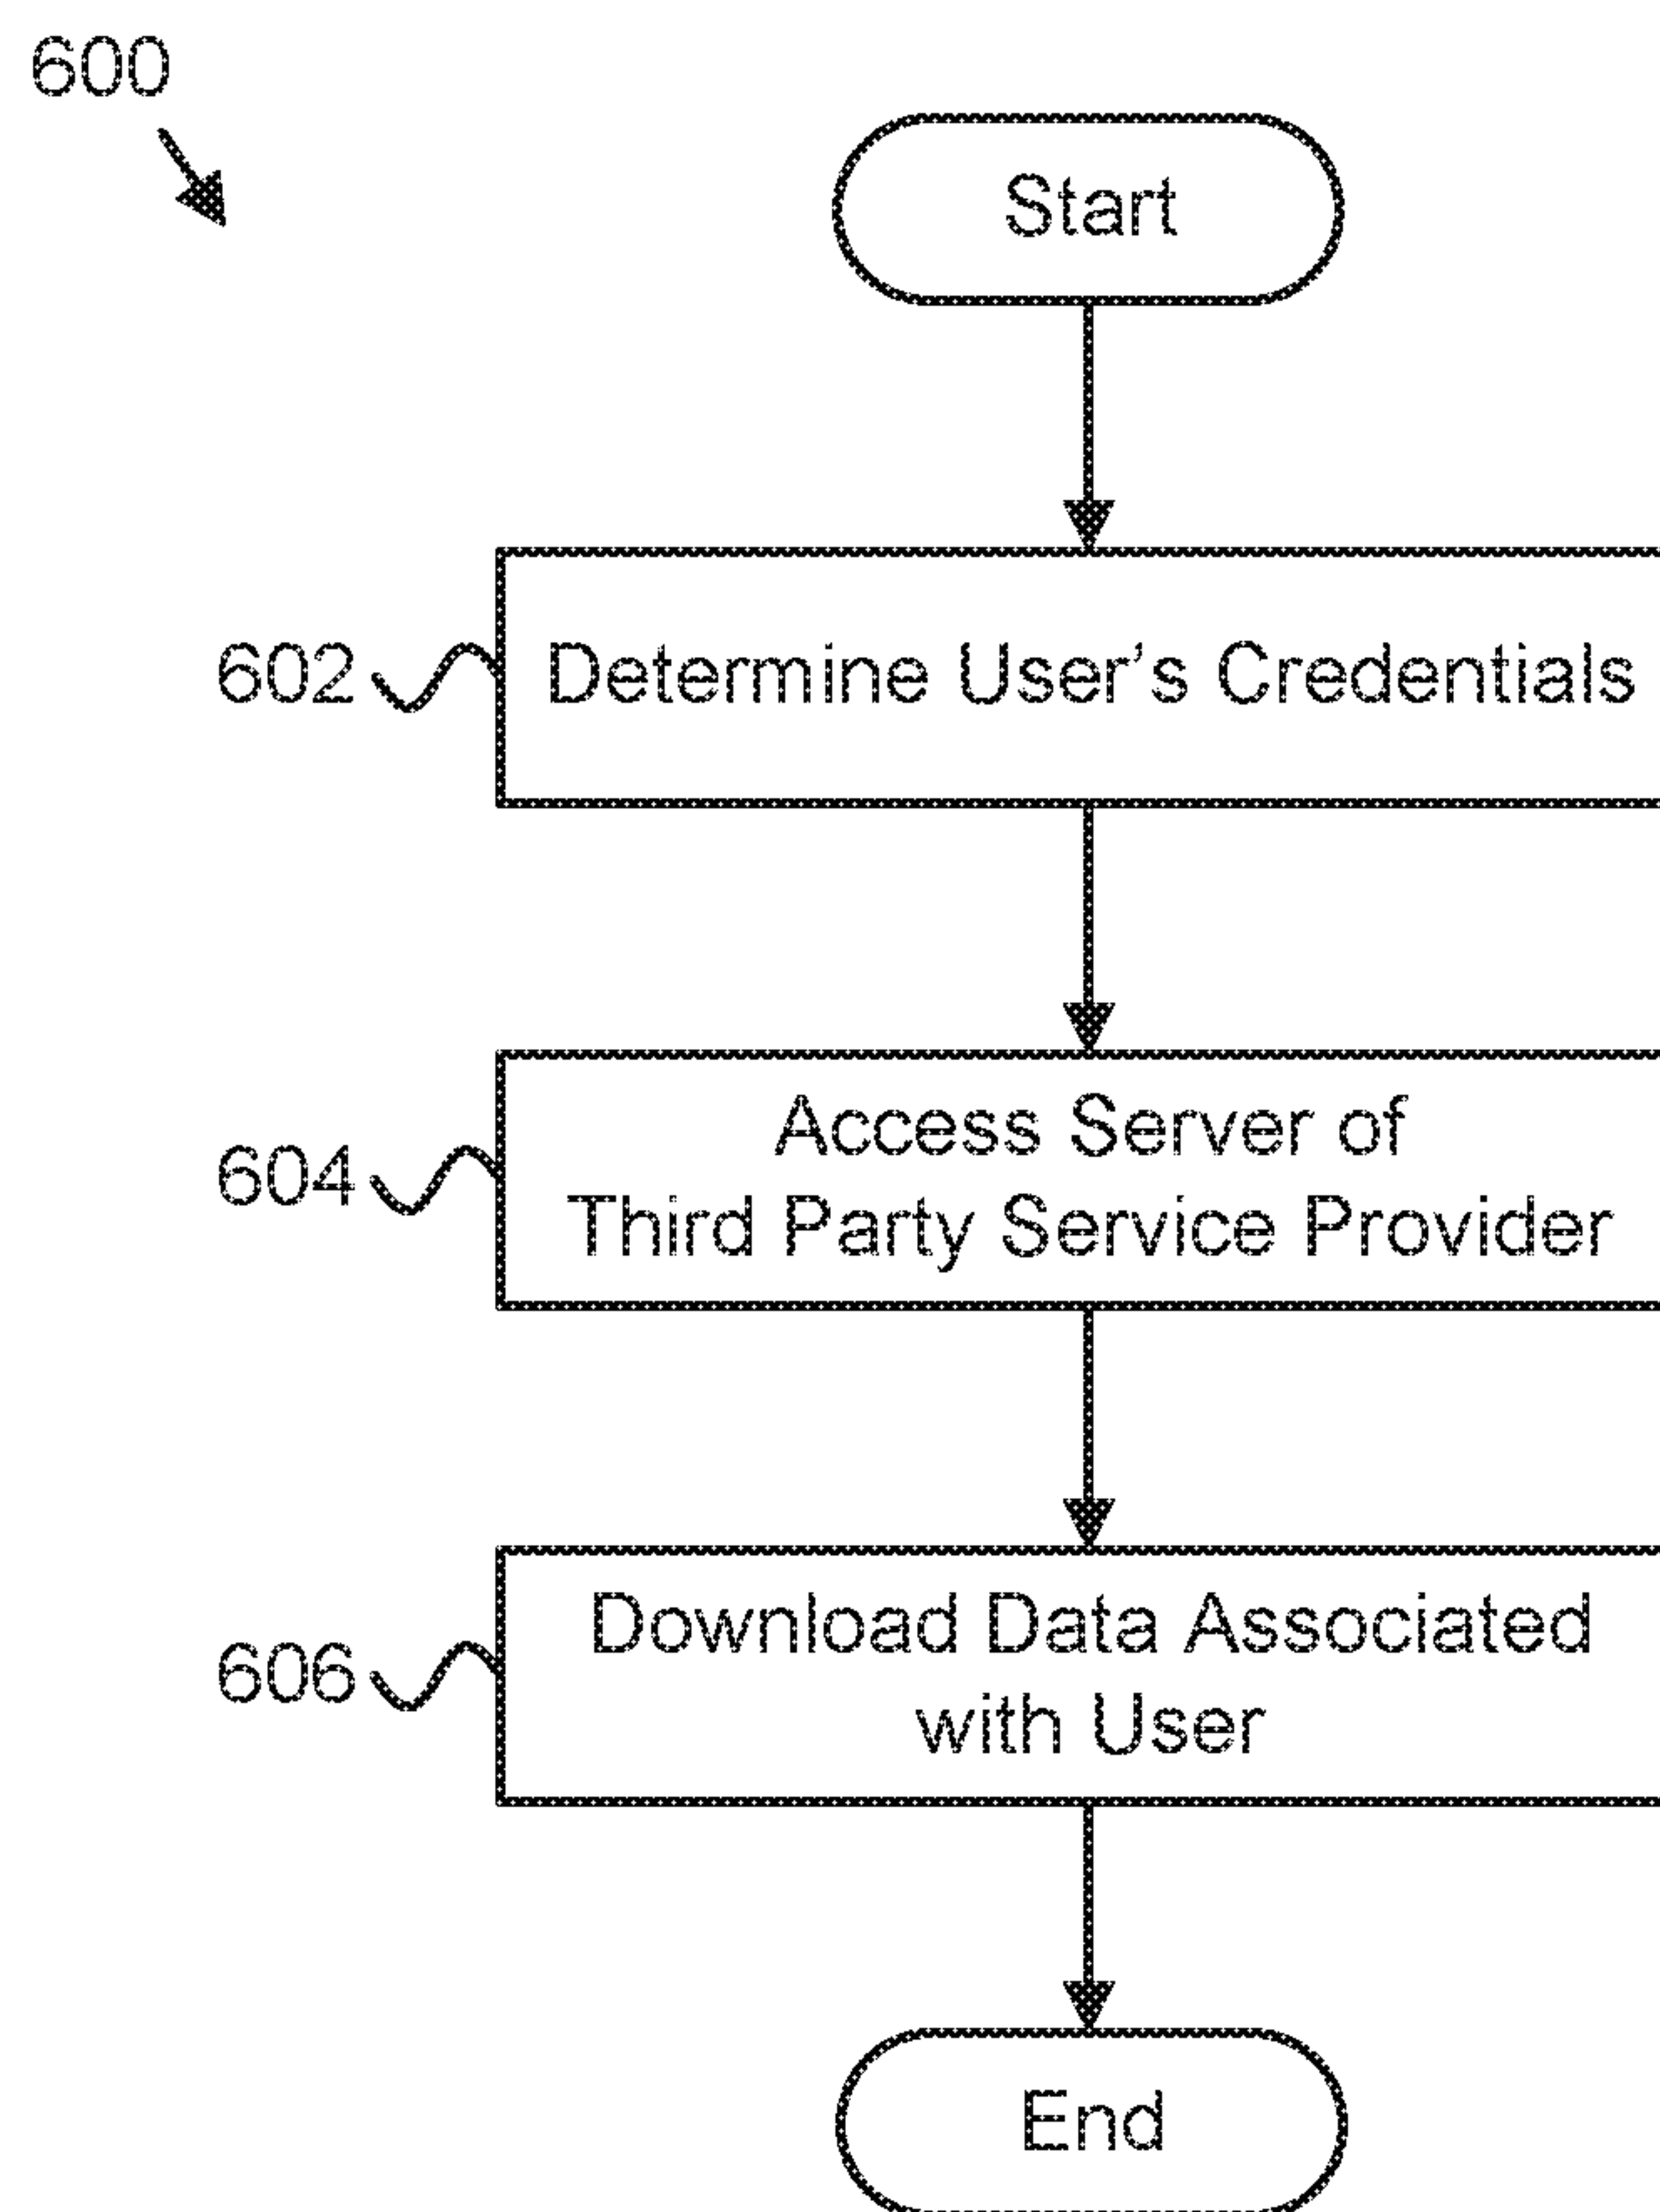 600
Start
602 Determine User's Credentials
604 Access Server of
Third Party Service Provider
606 Download Data Associated
with User
End